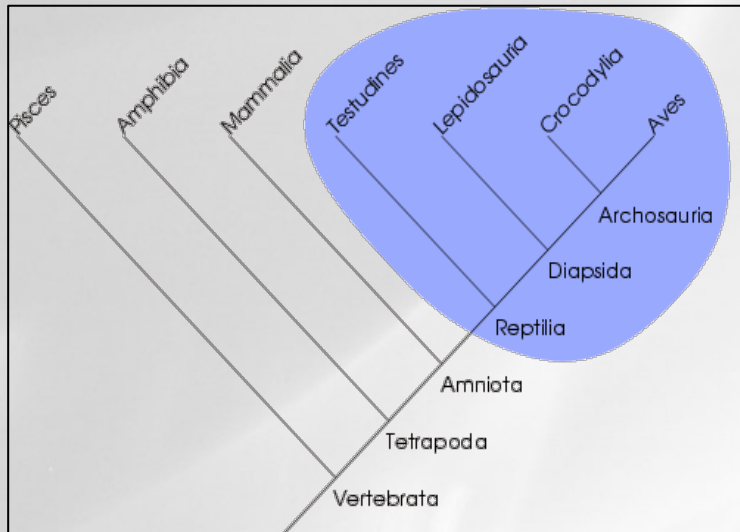 Pisces
Amphibia
Mammalia
Testudines
Lepidosauria
Crocodylia
Aves
Archosauria
Diapsida
Reptilia
Amniota
Tetrapoda
Vertebrata